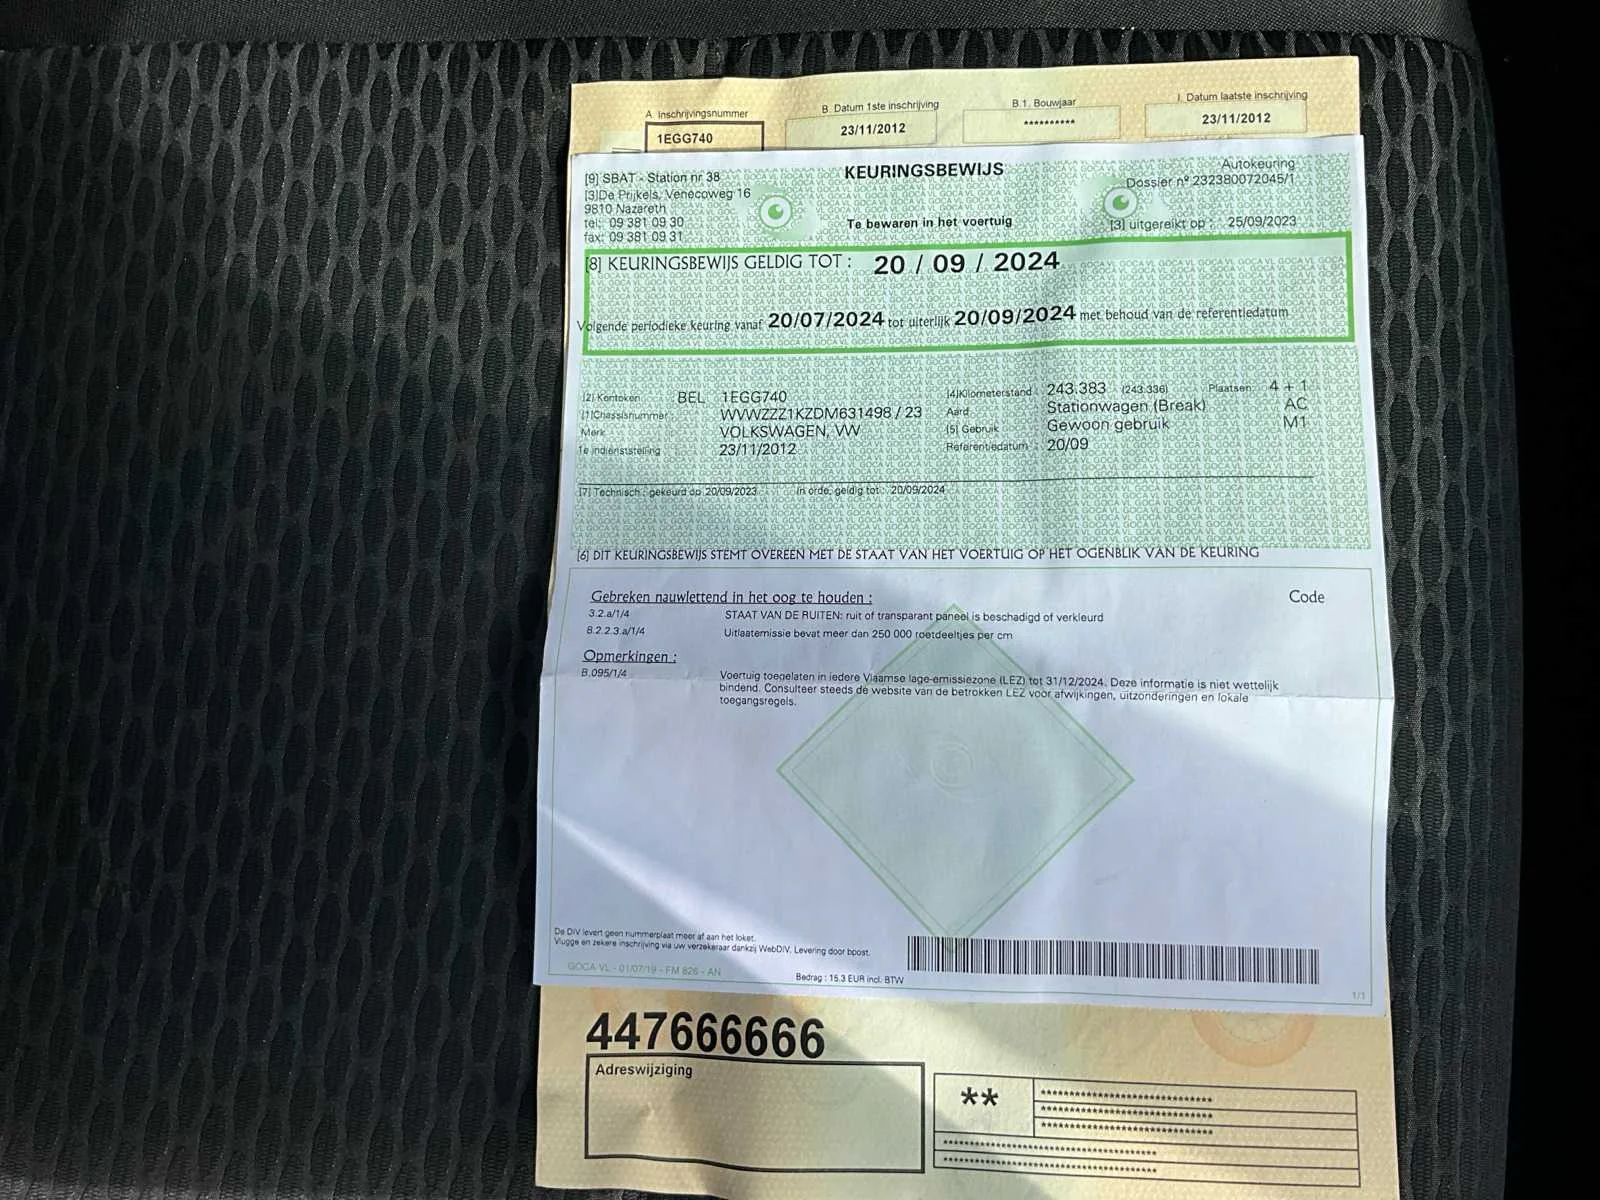 A. Inschrijvingsnummer B. Datum 1ste inschrijving B.1. Bouwjaar I. Datum laatste inschrijving
1EGG740 23/11/2012 ********** 23/11/2012
[9] SBAT - Station nr 38 KEURINGSBEWIJS Autokeuring
[3]De Prijkels, Venecoweg 16 Dossier nº 232380072045/1
9810 Nazareth
tel: 09 381 09 30 Te bewaren in het voertuig [3] uitgereikt op : 25/09/2023
fax: 09 381 09 31
[8] KEURINGSBEWIJS GELDIG TOT : 20 / 09 / 2024
Volgende periodieke keuring vanaf 20/07/2024 tot uiterlijk 20/09/2024 met behoud van de referentiedatum
[2] Kenteken BEL 1EGG740 [4]Kilometerstand : 243.383 (243.336) Plaatsen: 4 + 1
[1]Chassisnummer : WVWZZZ1KZDM631498 / 23 Aard : Stationwagen (Break) AC
Merk : VOLKSWAGEN, VW [5] Gebruik : Gewoon gebruik M1
1e indienststelling : 23/11/2012 Referentiedatum : 20/09
[7] Technisch : gekeurd op 20/09/2023 In orde, geldig tot : 20/09/2024
[6] DIT KEURINGSBEWIJS STEMT OVEREEN MET DE STAAT VAN HET VOERTUIG OP HET OGENBLIK VAN DE KEURING
Gebreken nauwlettend in het oog te houden : Code
3.2.a/1/4 STAAT VAN DE RUITEN: ruit of transparant paneel is beschadigd of verkleurd
8.2.2.3.a/1/4 Uitlaatemissie bevat meer dan 250 000 roetdeeltjes per cm
Opmerkingen :
B.095/1/4 Voertuig toegelaten in iedere Vlaamse lage-emissiezone (LEZ) tot 31/12/2024. Deze informatie is niet wettelijk
bindend. Consulteer steeds de website van de betrokken LEZ voor afwijkingen, uitzonderingen en lokale
toegangsregels.
De DIV levert geen nummerplaat meer af aan het loket.
Vlugge en zekere inschrijving via uw verzekeraar dankzij WebDIV. Levering door bpost.
GOCA VL - 01/07/19 - FM 826 - AN Bedrag : 15.3 EUR incl. BTW
1/1
447666666
Adreswijziging
**